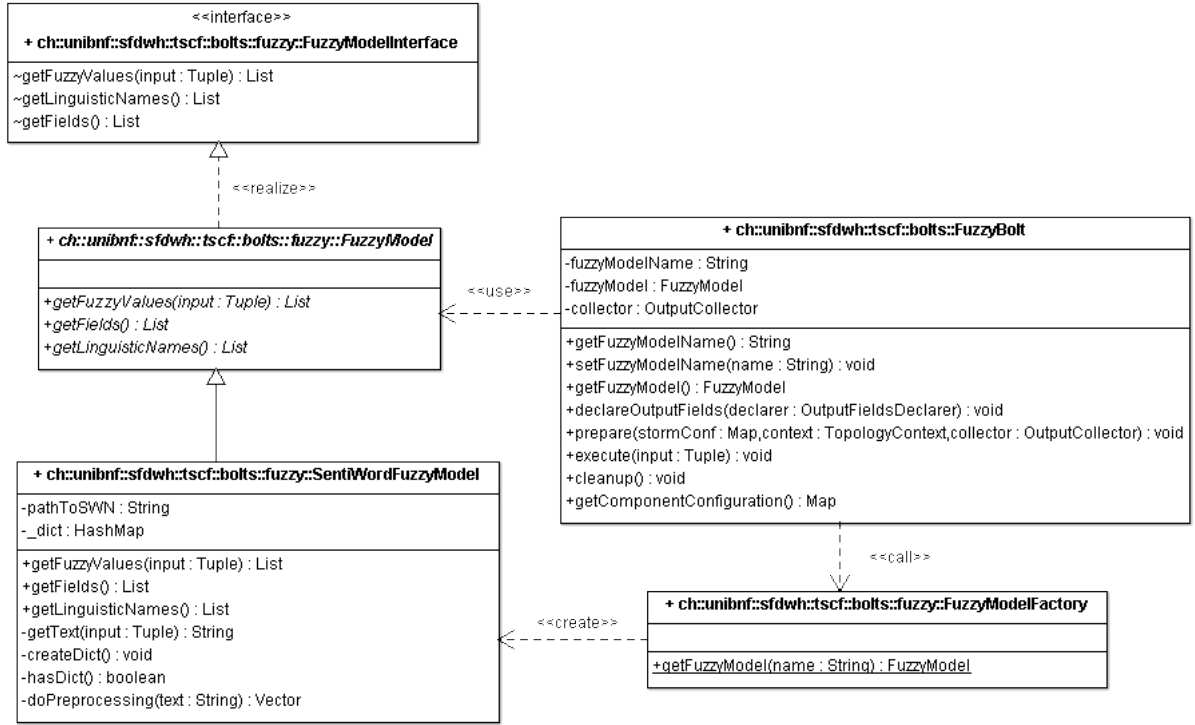 <<interface>>
+ ch::unibnf::sfdwh::tscf::bolts::fuzzy::FuzzyModelInterface
~getFuzzyValues(input : Tuple) : List
~getLinguisticNames() : List
~getFields() : List
<<realize>>
+ ch::unibnf::sfdwh::tscf::bolts::fuzzy::FuzzyModel
+getFuzzyValues(input : Tuple) : List
+getFields() : List
+getLinguisticNames() : List
<<use>>
+ ch::unibnf::sfdwh::tscf::bolts::FuzzyBolt
-fuzzyModelName : String
-fuzzyModel : FuzzyModel
-collector : OutputCollector
+getFuzzyModelName() : String
+setFuzzyModelName(name : String) : void
+getFuzzyModel() : FuzzyModel
+declareOutputFields(declarer : OutputFieldsDeclarer) : void
+prepare(stormConf : Map,context : TopologyContext,collector : OutputCollector) : void
+execute(input : Tuple) : void
+cleanup() : void
+getComponentConfiguration() : Map
+ ch::unibnf::sfdwh::tscf::bolts::fuzzy::SentiWordFuzzyModel
-pathToSWN : String
-_dict : HashMap
+getFuzzyValues(input : Tuple) : List
+getFields() : List
+getLinguisticNames() : List
-getText(input : Tuple) : String
-createDict() : void
-hasDict() : boolean
-doPreprocessing(text : String) : Vector
<<call>>
<<create>>
+ ch::unibnf::sfdwh::tscf::bolts::fuzzy::FuzzyModelFactory
+getFuzzyModel(name : String) : FuzzyModel